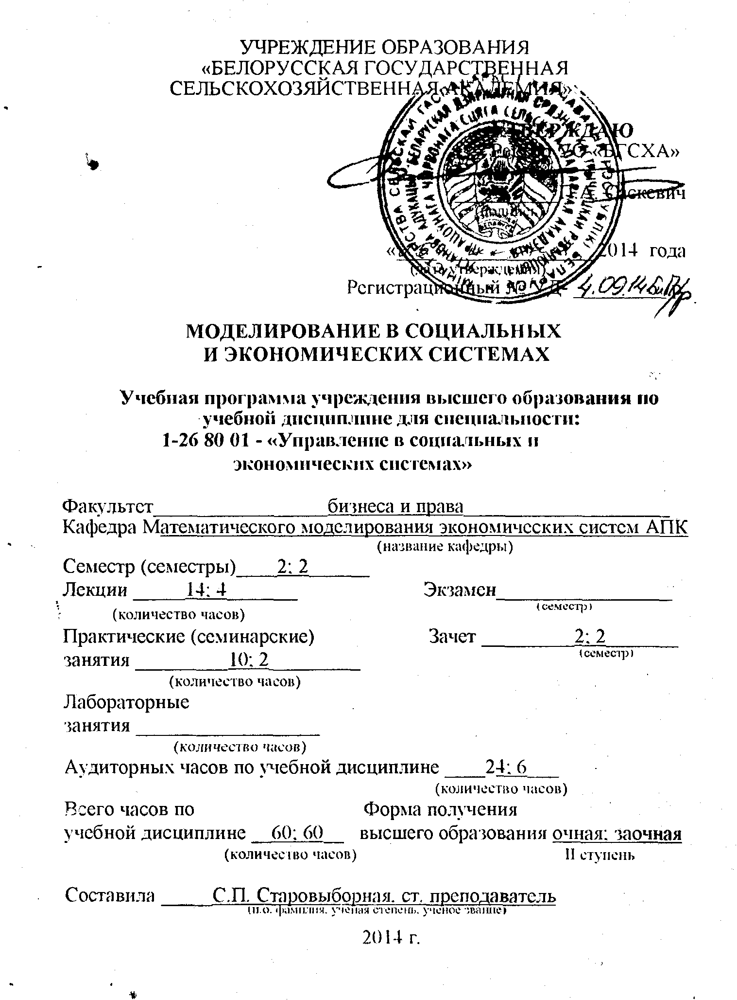 УЧРЕЖДЕНИЕ ОБРАЗОВАНИЯ
«БЕЛОРУССКАЯ ГОСУДАРСТВЕННАЯ
СЕЛЬСКОХОЗЯЙСТВЕННАЯ АКАДЕМИЯ»
УТВЕРЖДАЮ
Ректор УО «БГСХА»
Саскевич
(подпись)
2014 года
(дата утверждения)
Регистрационный № УД- 4.09.14
МОДЕЛИРОВАНИЕ В СОЦИАЛЬНЫХ
И ЭКОНОМИЧЕСКИХ СИСТЕМАХ
Учебная программа учреждения высшего образования по
учебной дисциплине для специальности:
1-26 80 01 - «Управление в социальных и
экономических системах»
Факультет бизнеса и права
Кафедра Математического моделирования экономических систем АПК
(название кафедры)
Семестр (семестры) 2; 2
Лекции 14; 4 Экзамен
(семестр)
(количество часов)
Практические (семинарские) Зачет 2; 2
(семестр)
занятия 10; 2
(количество часов)
Лабораторные
занятия
(количество часов)
Аудиторных часов по учебной дисциплине 24; 6
(количество часов)
Всего часов по Форма получения
учебной дисциплине 60; 60 высшего образования очная; заочная
(количество часов) II ступень
Составила С.П. Старовыборная, ст. преподаватель
(и.о. фамилия, ученая степень, ученое звание)
2014 г.